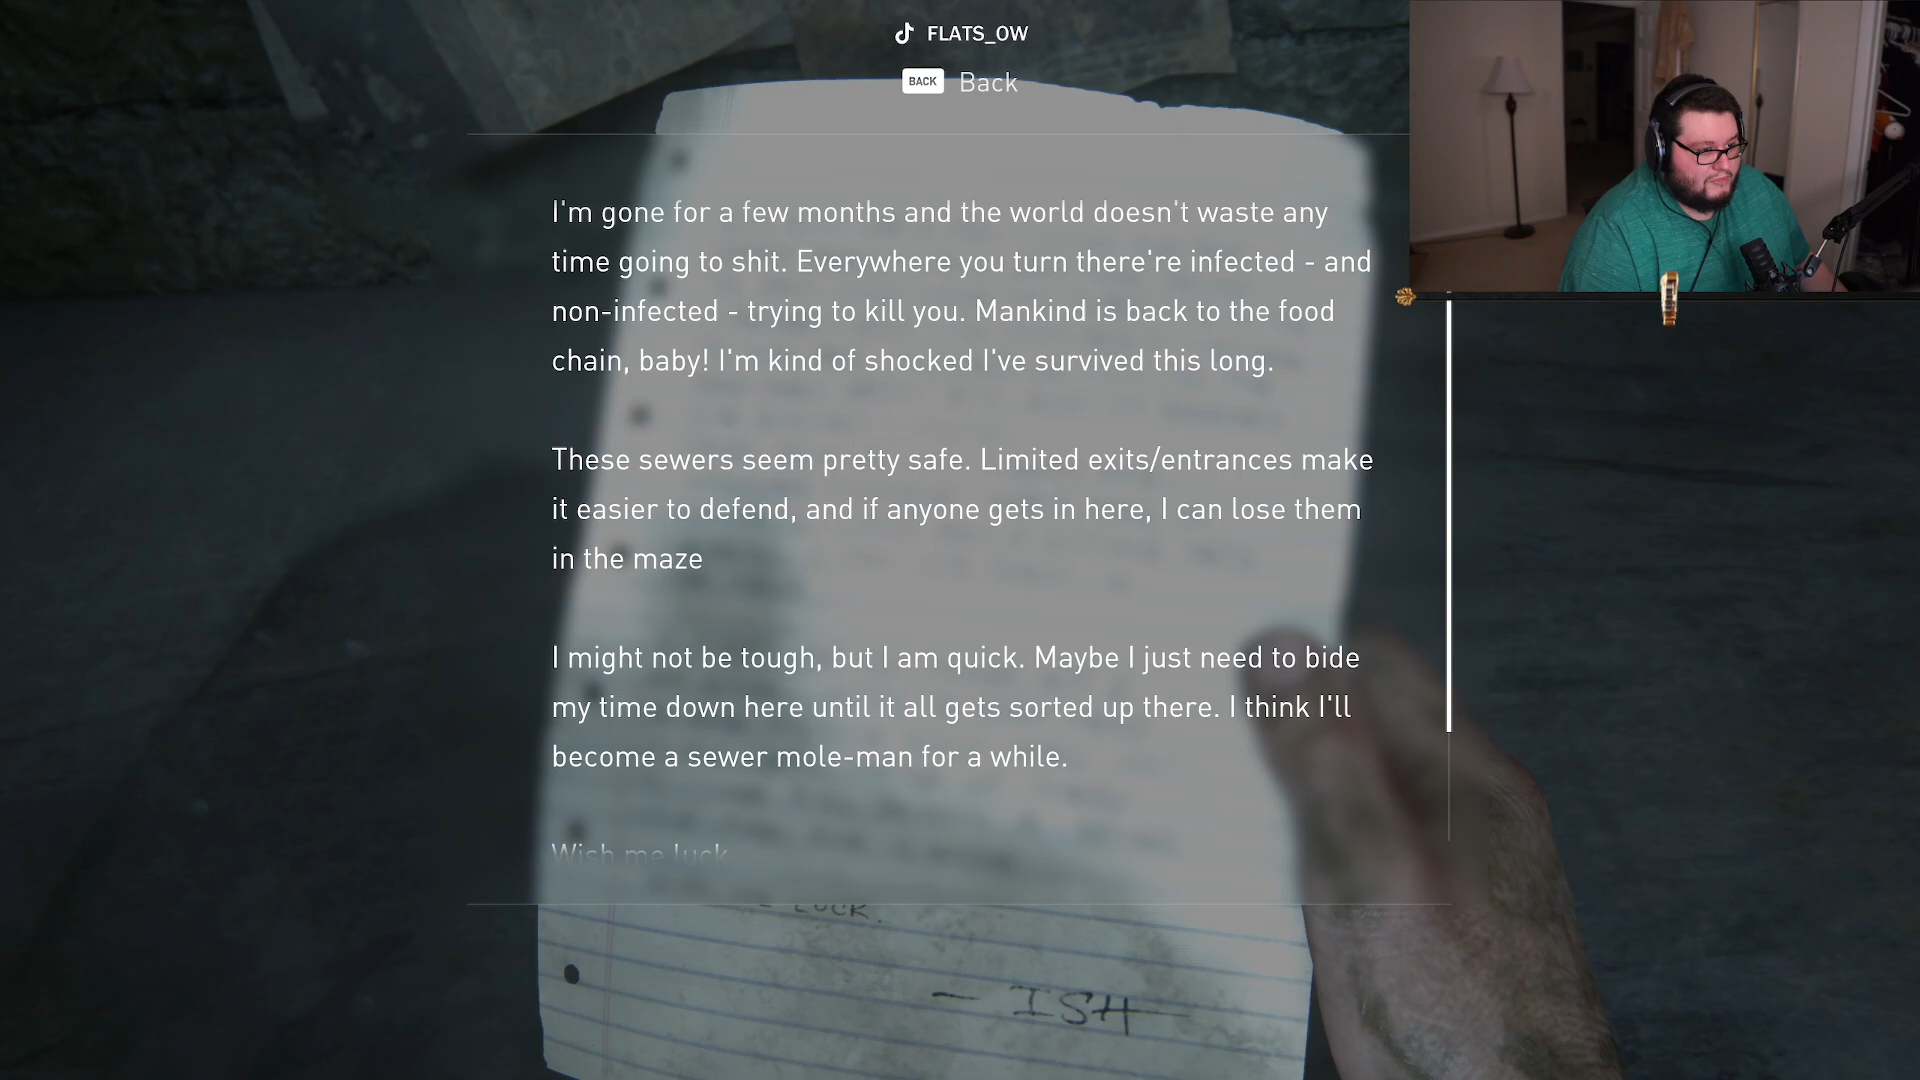 FLATS_OW
BACK Back
I'm gone for a few months and the world doesn't waste any
time going to shit. Everywhere you turn there're infected - and
non-infected - trying to kill you. Mankind is back to the food
chain, baby! I'm kind of shocked I've survived this long.
These sewers seem pretty safe. Limited exits/entrances make
it easier to defend, and if anyone gets in here, I can lose them
in the maze
I might not be tough, but I am quick. Maybe I just need to bide
my time down here until it all gets sorted up there. I think I'll
become a sewer mole-man for a while.
Wish me luck
LUCK.
- ISH